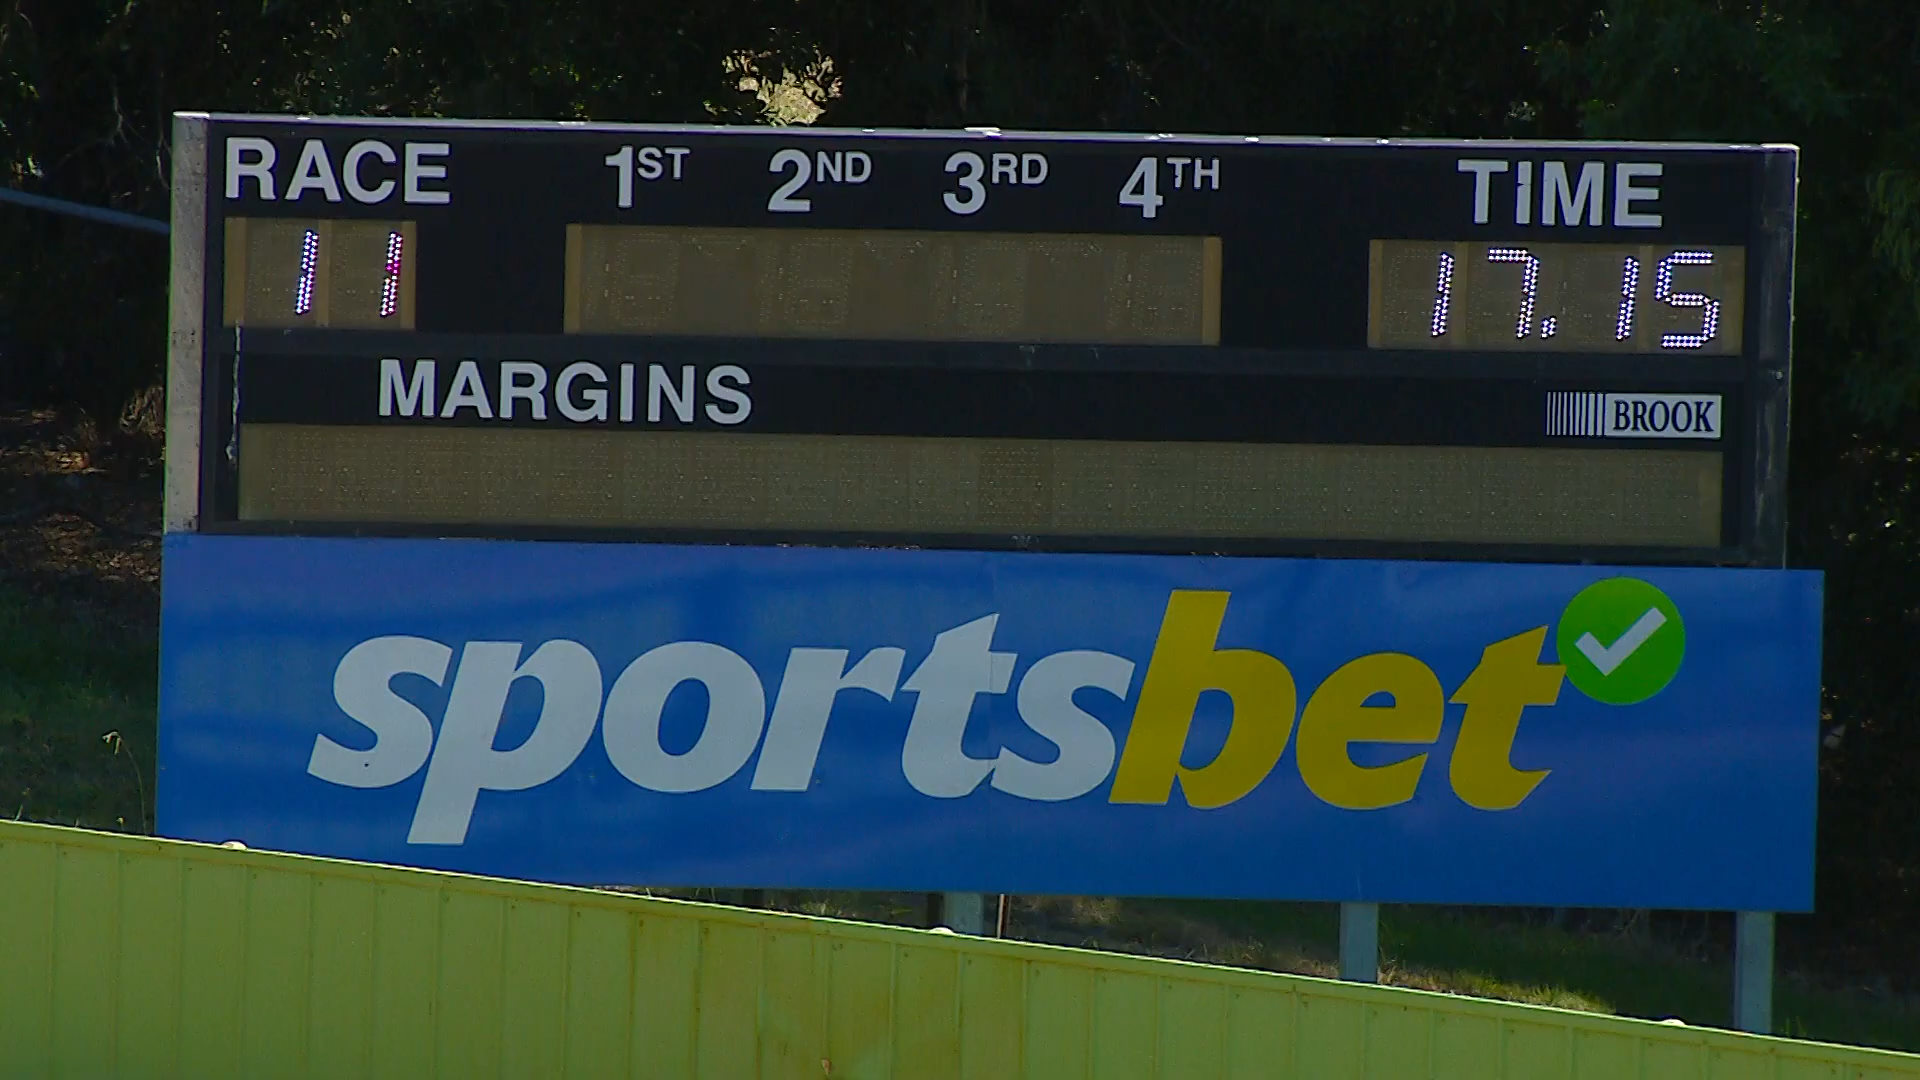 RACE 1ST 2ND 3RD 4TH TIME
11 17.15
MARGINS
BROOK
sportsbet